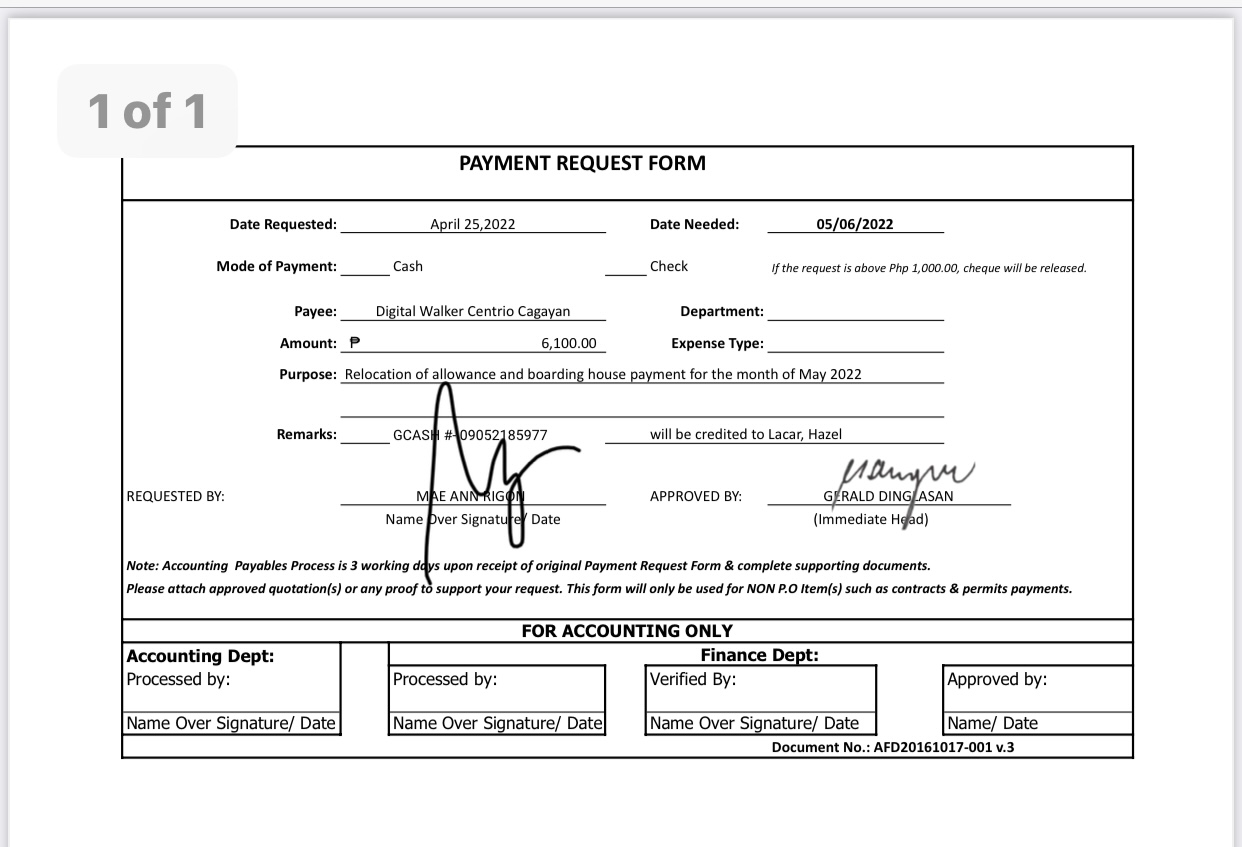 1 of 1
PAYMENT REQUEST FORM
Date Requested: April 25,2022 Date Needed: 05/06/2022
Mode of Payment: ______ Cash _____ Check If the request is above Php 1,000.00, cheque will be released.
Payee: Digital Walker Centrio Cagayan Department:
Amount: ₱ 6,100.00 Expense Type:
Purpose: Relocation of allowance and boarding house payment for the month of May 2022
Remarks: GCASH #- 09052185977 will be credited to Lacar, Hazel
REQUESTED BY: MAE ANN RIGON APPROVED BY: GERALD DINGLASAN
Name Over Signature/ Date (Immediate Head)
Note: Accounting Payables Process is 3 working days upon receipt of original Payment Request Form & complete supporting documents.
Please attach approved quotation(s) or any proof to support your request. This form will only be used for NON P.O Item(s) such as contracts & permits payments.
FOR ACCOUNTING ONLY
Accounting Dept: Finance Dept:
Processed by: Processed by: Verified By: Approved by:
Name Over Signature/ Date Name Over Signature/ Date Name Over Signature/ Date Name/ Date
Document No.: AFD20161017-001 v.3